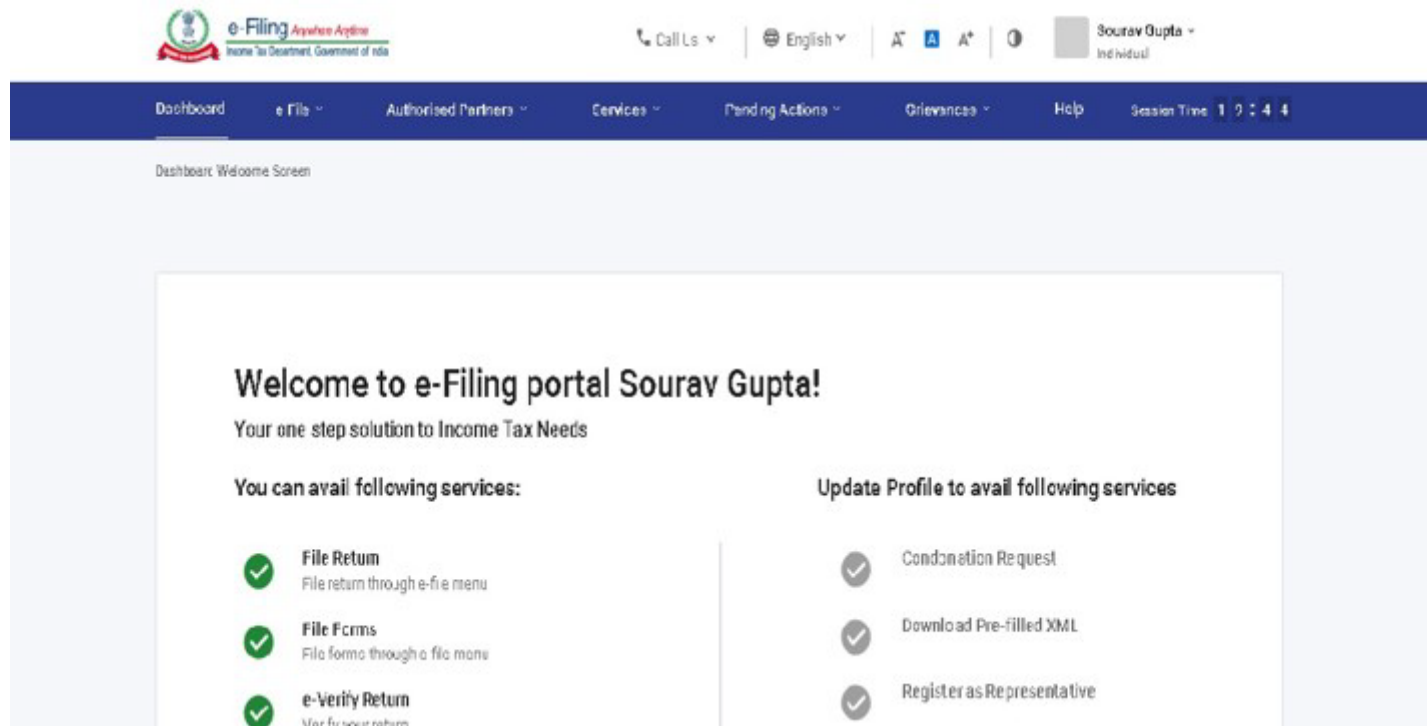 e-Filing Anywhere Anytime
Income Tax Department, Government of India
Call Us
English
A-
A
A+
Sourav Gupta
Individual
Dashboard
e-File
Authorised Partners
Services
Pending Actions
Grievances
Help
Session Time
Dashboard Welcome Screen
Welcome to e-Filing portal Sourav Gupta!
Your one step solution to Income Tax Needs
You can avail following services:
File Return
File return through e-file menu
File Forms
File forms through e-file menu
e-Verify Return
Verify your return
Update Profile to avail following services
Condonation Request
Download Pre-filled XML
Register as Representative